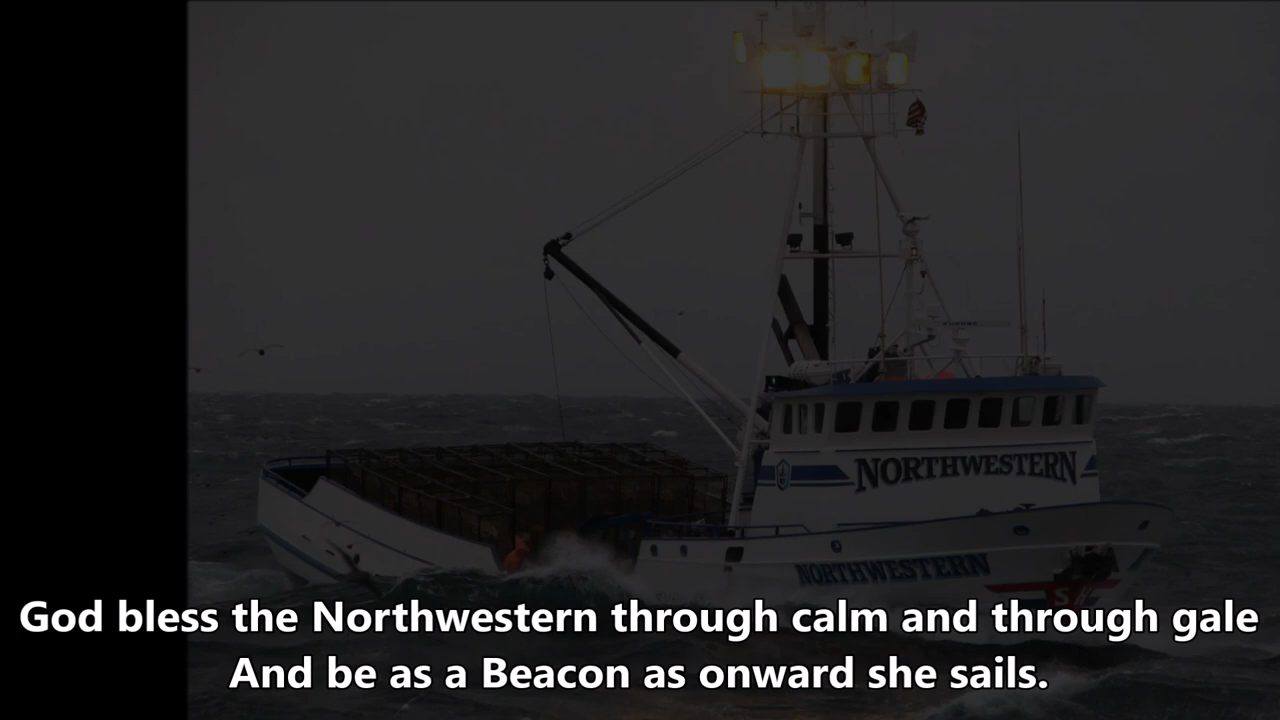 NORTHWESTERN
NORTHWESTERN
God bless the Northwestern through calm and through gale
And be as a Beacon as onward she sails.